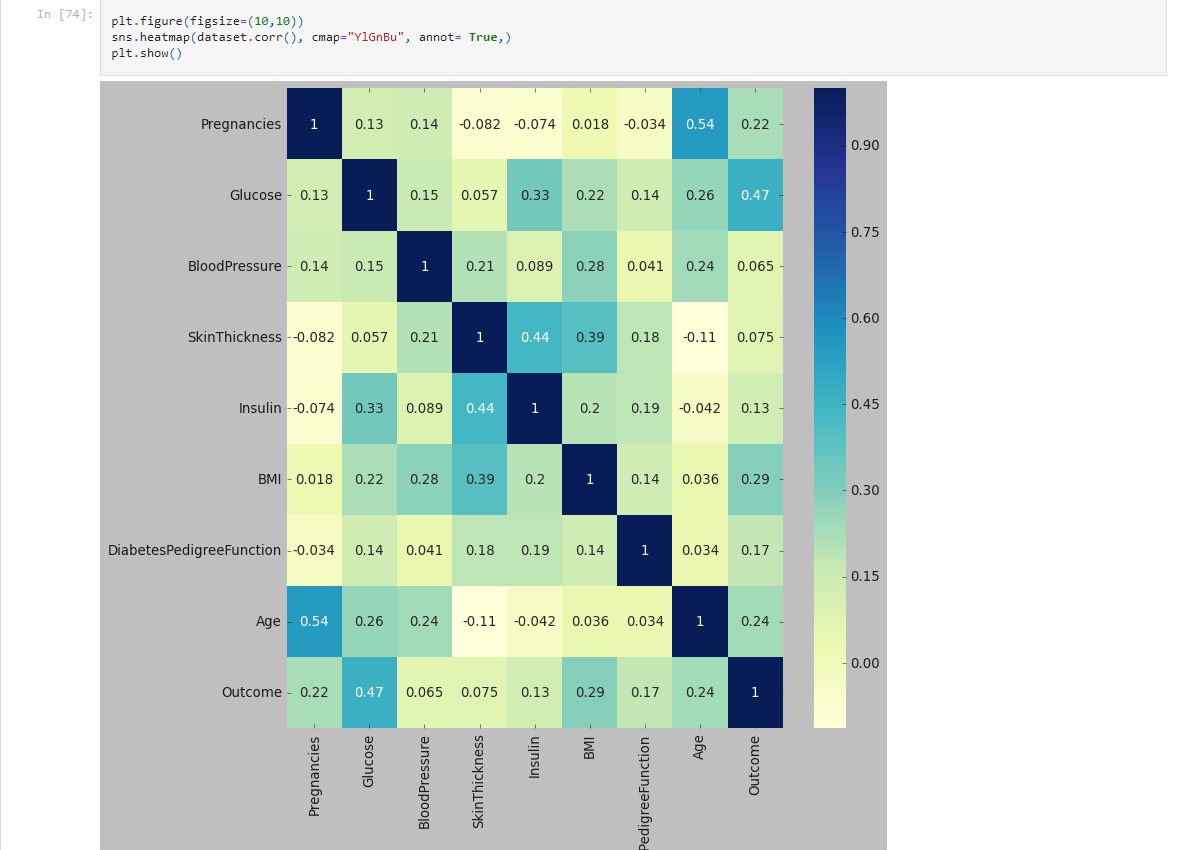 In [74]:
plt.figure(figsize=(10,10))
sns.heatmap(dataset.corr(), cmap="YlGnBu", annot= True,)
plt.show()
Pregnancies 1 0.13 0.14 -0.082 -0.074 0.018 -0.034 0.54 0.22
Glucose 0.13 1 0.15 0.057 0.33 0.22 0.14 0.26 0.47
BloodPressure 0.14 0.15 1 0.21 0.089 0.28 0.041 0.24 0.065
SkinThickness -0.082 0.057 0.21 1 0.44 0.39 0.18 -0.11 0.075
Insulin -0.074 0.33 0.089 0.44 1 0.2 0.19 -0.042 0.13
BMI 0.018 0.22 0.28 0.39 0.2 1 0.14 0.036 0.29
DiabetesPedigreeFunction -0.034 0.14 0.041 0.18 0.19 0.14 1 0.034 0.17
Age 0.54 0.26 0.24 -0.11 -0.042 0.036 0.034 1 0.24
Outcome 0.22 0.47 0.065 0.075 0.13 0.29 0.17 0.24 1
Pregnancies
Glucose
BloodPressure
SkinThickness
Insulin
BMI
PedigreeFunction
Age
Outcome
0.90
0.75
0.60
0.45
0.30
0.15
0.00